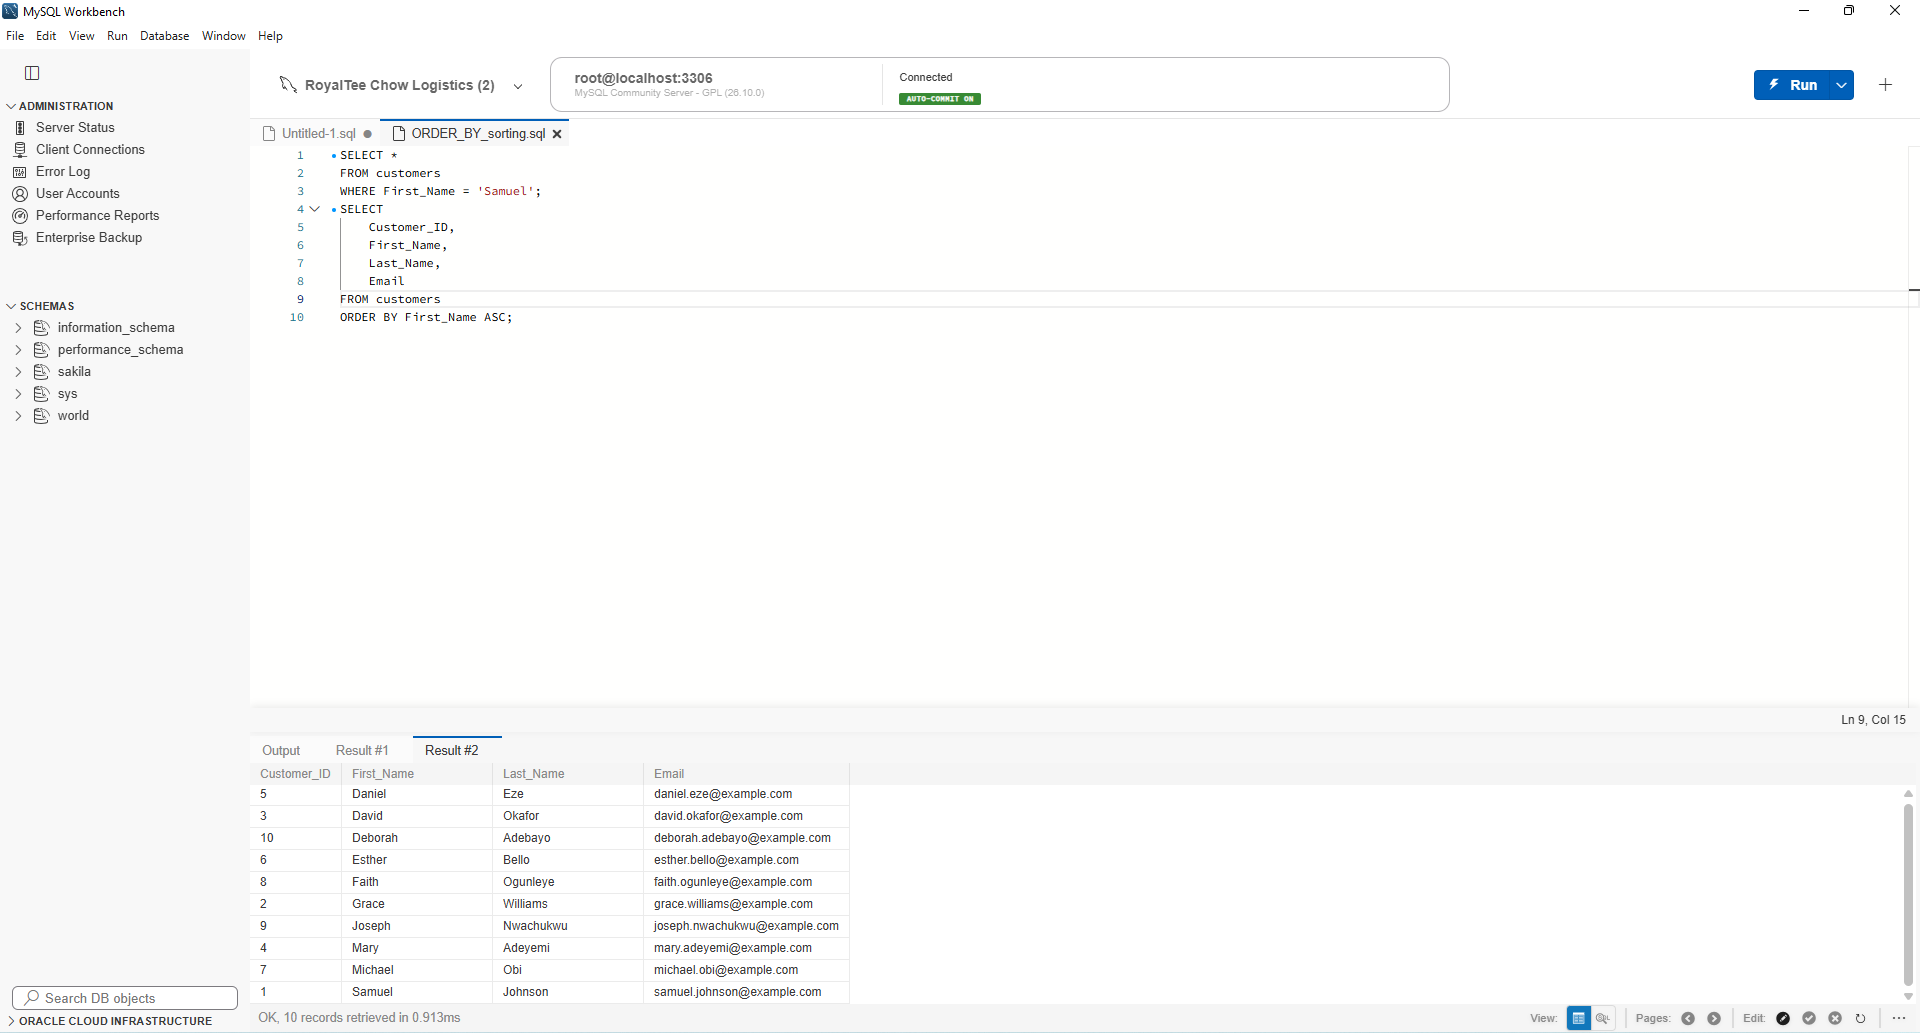 MySQL Workbench
File Edit View Run Database Window Help
RoyalTee Chow Logistics (2)
root@localhost:3306
MySQL Community Server - GPL (26.10.0)
Connected
AUTO-COMMIT ON
Run
ADMINISTRATION
Server Status
Client Connections
Error Log
User Accounts
Performance Reports
Enterprise Backup
SCHEMAS
information_schema
performance_schema
sakila
sys
world
Search DB objects
ORACLE CLOUD INFRASTRUCTURE
Untitled-1.sql ORDER_BY_sorting.sql
1 SELECT *
2 FROM customers
3 WHERE First_Name = 'Samuel';
4 SELECT
5 Customer_ID,
6 First_Name,
7 Last_Name,
8 Email
9 FROM customers
10 ORDER BY First_Name ASC;
Ln 9, Col 15
Output Result #1 Result #2
Customer_ID First_Name Last_Name Email
5 Daniel Eze daniel.eze@example.com
3 David Okafor david.okafor@example.com
10 Deborah Adebayo deborah.adebayo@example.com
6 Esther Bello esther.bello@example.com
8 Faith Ogunleye faith.ogunleye@example.com
2 Grace Williams grace.williams@example.com
9 Joseph Nwachukwu joseph.nwachukwu@example.com
4 Mary Adeyemi mary.adeyemi@example.com
7 Michael Obi michael.obi@example.com
1 Samuel Johnson samuel.johnson@example.com
OK, 10 records retrieved in 0.913ms
View: Pages: Edit: